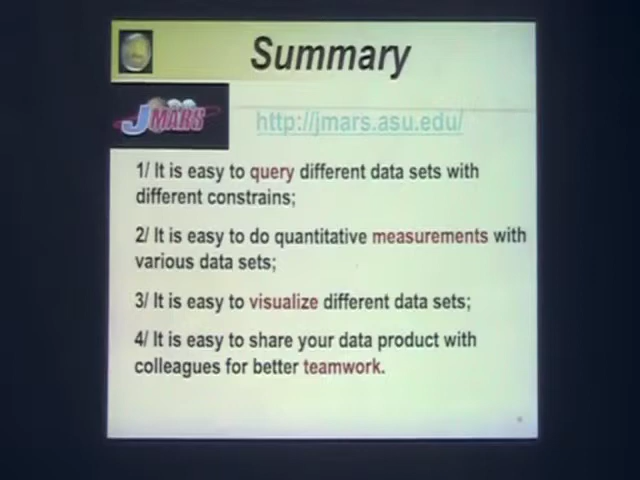 Summary
JMARS
http://jmars.asu.edu/
1/ It is easy to query different data sets with
different constrains;
2/ It is easy to do quantitative measurements with
various data sets;
3/ It is easy to visualize different data sets;
4/ It is easy to share your data product with
colleagues for better teamwork.